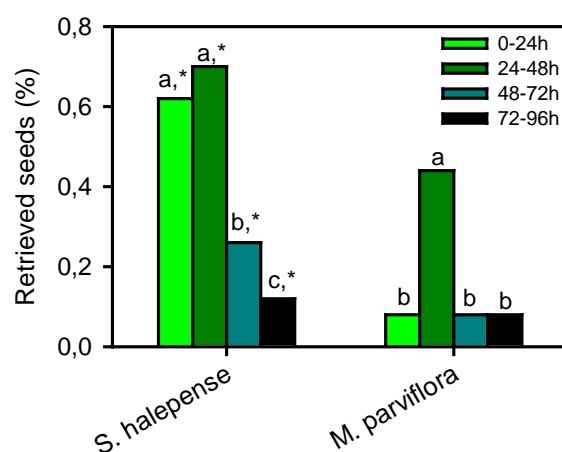 0,8
0,6
0,4
0,2
0,0
Retrieved seeds (%)
0-24h
24-48h
48-72h
72-96h
a,*
a,*
b,*
c,*
b
a
b
b
S. halepense
M. parviflora